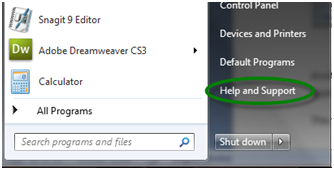 Snagit 9 Editor
Dw
Adobe Dreamweaver CS3
Calculator
All Programs
Search programs and files
Control Panel
Devices and Printers
Default Programs
Help and Support
Shut down